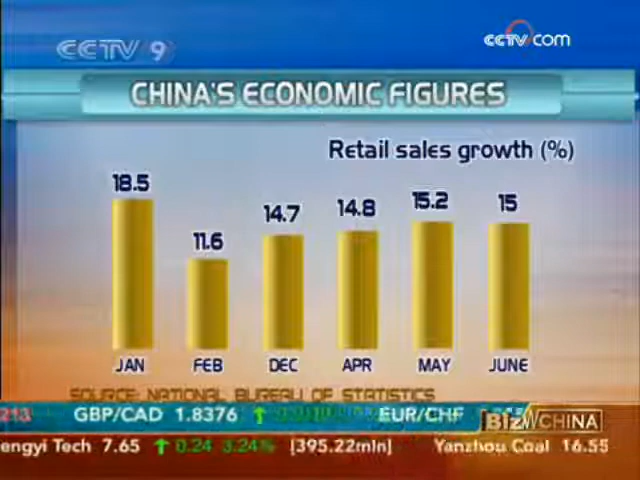 CCTV 9
CCTV.com
CHINA'S ECONOMIC FIGURES
Retail sales growth (%)
18.5 11.6 14.7 14.8 15.2 15
JAN FEB DEC APR MAY JUNE
SOURCE: NATIONAL BUREAU OF STATISTICS
213 GBP/CAD 1.8376 EUR/CHF
BizCHINA
engyi Tech 7.65 0.24 3.24% (395.22mln) Yanzhou Coal 16.55